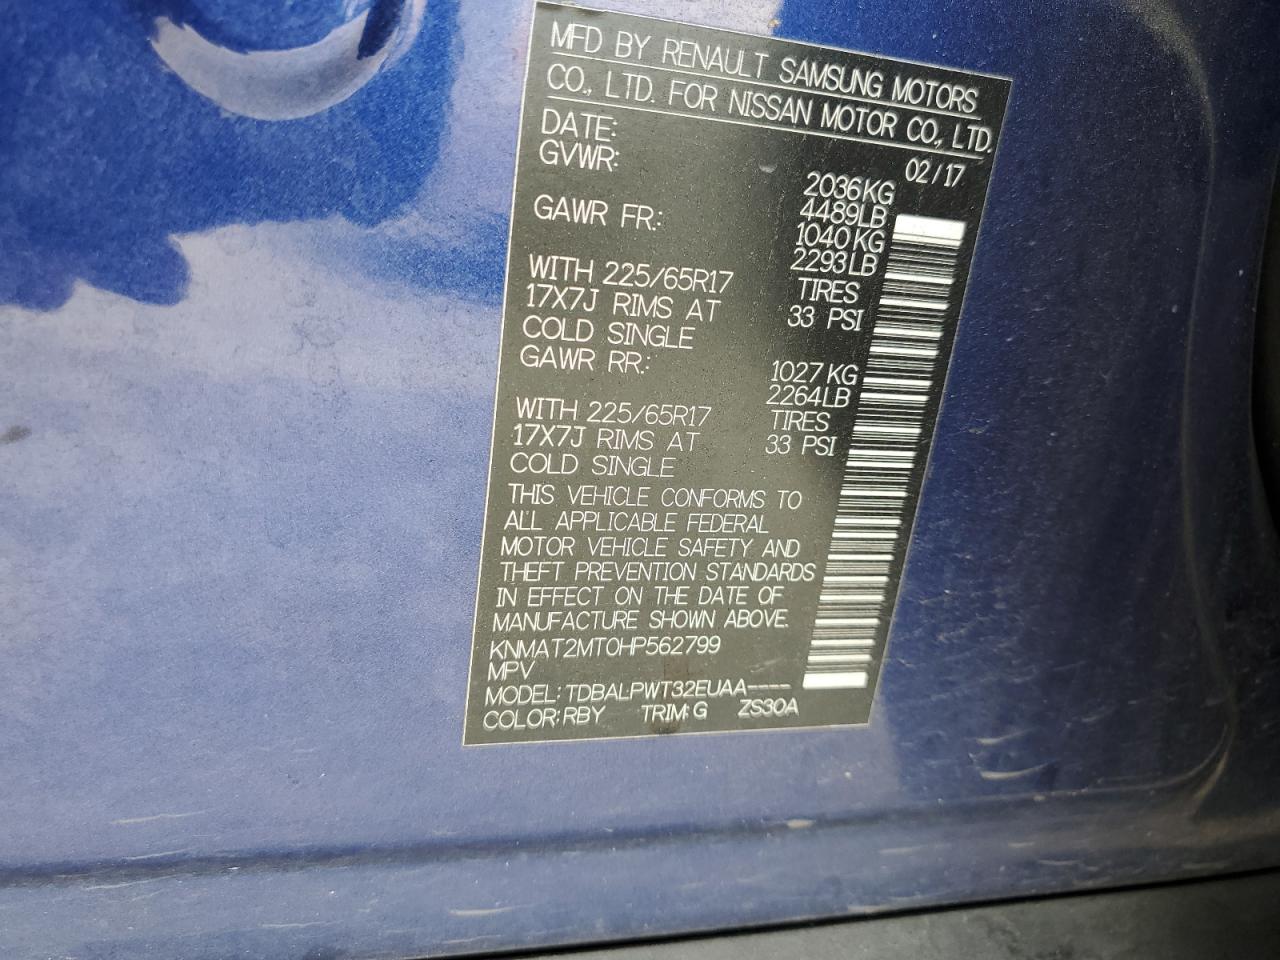 MFD BY RENAULT SAMSUNG MOTORS
CO., LTD. FOR NISSAN MOTOR CO., LTD.
DATE: 02/17
GVWR: 2036KG
4489LB
GAWR FR.: 1040KG
2293LB
WITH 225/65R17 TIRES
17X7J RIMS AT 33 PSI
COLD SINGLE
GAWR RR.: 1027KG
2264LB
WITH 225/65R17 TIRES
17X7J RIMS AT 33 PSI
COLD SINGLE
THIS VEHICLE CONFORMS TO
ALL APPLICABLE FEDERAL
MOTOR VEHICLE SAFETY AND
THEFT PREVENTION STANDARDS
IN EFFECT ON THE DATE OF
MANUFACTURE SHOWN ABOVE.
KNMAT2MT0HP562799
MPV
MODEL: TDBALPWT32EUAA----
COLOR:RBY TRIM:G ZS30A